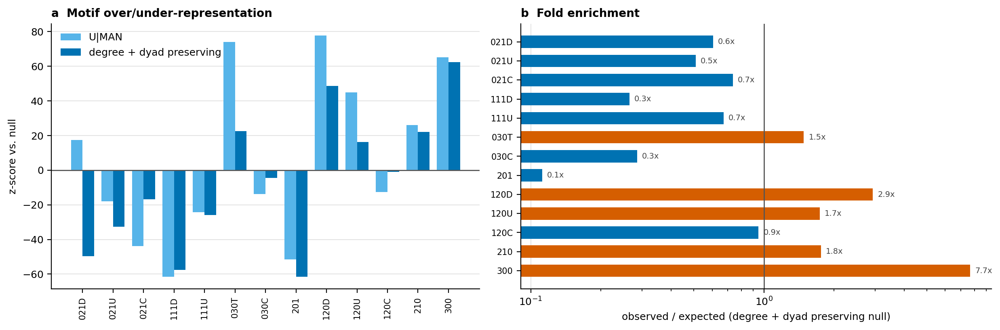 a Motif over/under-representation
80
60
40
20
0
−20
−40
−60
z-score vs. null
U|MAN
degree + dyad preserving
021D
021U
021C
111D
111U
030T
030C
201
120D
120U
120C
210
300
b Fold enrichment
021D 0.6x
021U 0.5x
021C 0.7x
111D 0.3x
111U 0.7x
030T 1.5x
030C 0.3x
201 0.1x
120D 2.9x
120U 1.7x
120C 0.9x
210 1.8x
300 7.7x
10⁻¹ 10⁰
observed / expected (degree + dyad preserving null)